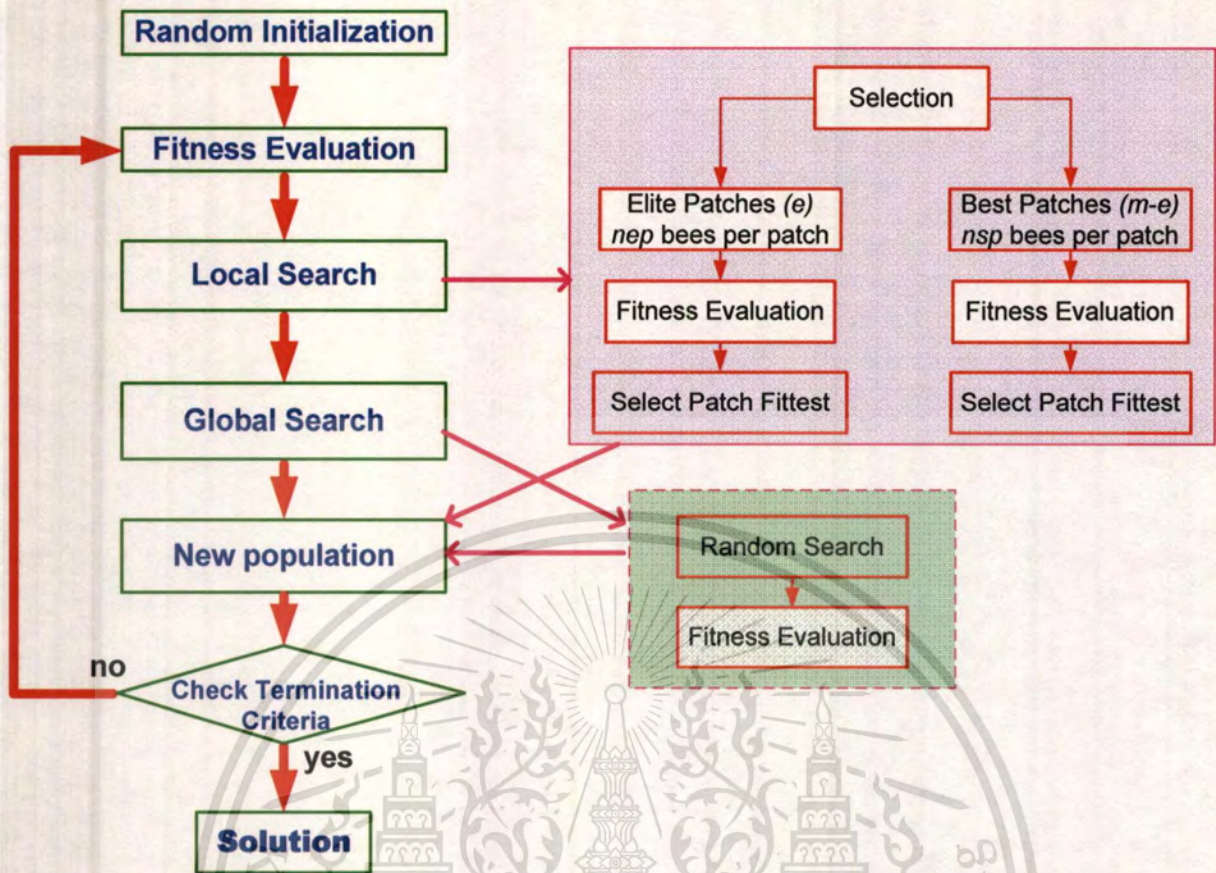 Random Initialization
Fitness Evaluation
Local Search
Global Search
New population
no
Check Termination
Criteria
yes
Solution
Selection
Elite Patches (e)
nep bees per patch
Fitness Evaluation
Select Patch Fittest
Best Patches (m-e)
nsp bees per patch
Fitness Evaluation
Select Patch Fittest
Random Search
Fitness Evaluation